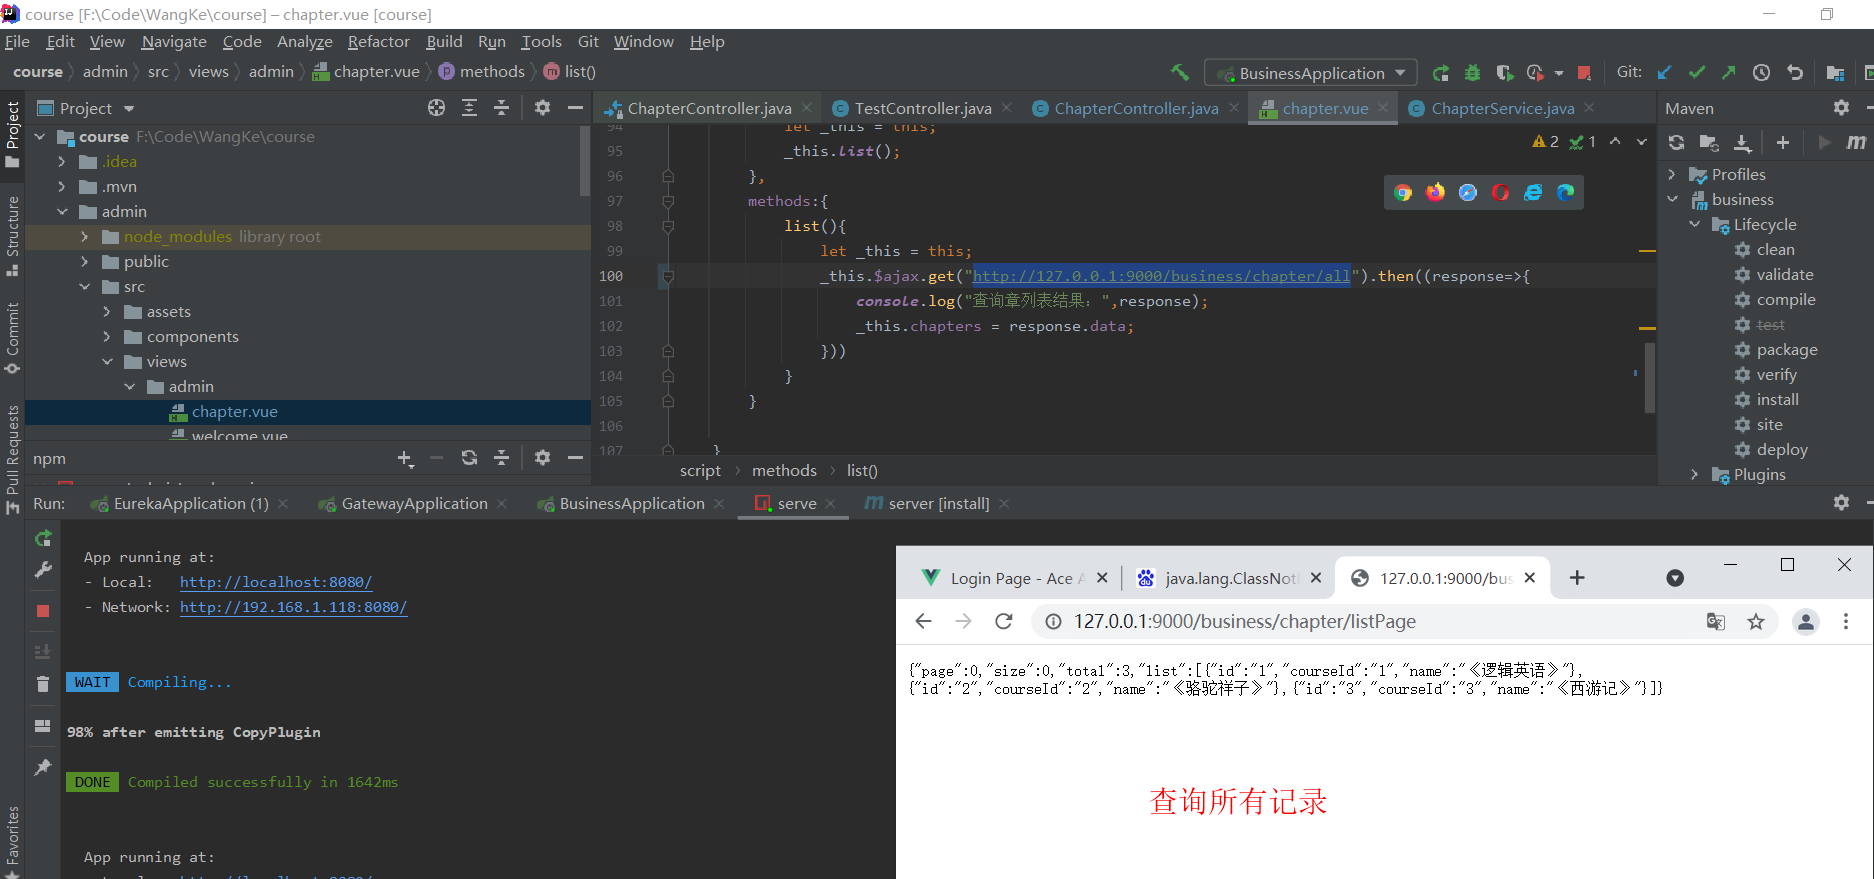 course [F:\Code\WangKe\course] – chapter.vue [course]
File Edit View Navigate Code Analyze Refactor Build Run Tools Git Window Help
course admin src views admin chapter.vue methods list()
BusinessApplication Git:
Project
ChapterController.java TestController.java ChapterController.java chapter.vue ChapterService.java
Maven
Project
Structure
Commit
Pull Requests
Favorites
course F:\Code\WangKe\course
.idea
.mvn
admin
node_modules library root
public
src
assets
components
views
admin
chapter.vue
welcome.vue
npm
94 let _this = this;
95 _this.list();
96 },
97 methods:{
98 list(){
99 let _this = this;
100 _this.$ajax.get("http://127.0.0.1:9000/business/chapter/all").then((response=>{
101 console.log("查询章列表结果：",response);
102 _this.chapters = response.data;
103 }))
104 }
105 }
106
107 }
2 1
script methods list()
Profiles
business
Lifecycle
clean
validate
compile
test
package
verify
install
site
deploy
Plugins
Run: EurekaApplication (1) GatewayApplication BusinessApplication serve server [install]
App running at:
- Local: http://localhost:8080/
- Network: http://192.168.1.118:8080/
WAIT Compiling...
98% after emitting CopyPlugin
DONE Compiled successfully in 1642ms
App running at:
Login Page - Ace A java.lang.ClassNot 127.0.0.1:9000/bus
127.0.0.1:9000/business/chapter/listPage
{"page":0,"size":0,"total":3,"list":[{"id":"1","courseId":"1","name":"《逻辑英语》"},
{"id":"2","courseId":"2","name":"《骆驼祥子》"},{"id":"3","courseId":"3","name":"《西游记》"}]}
查询所有记录